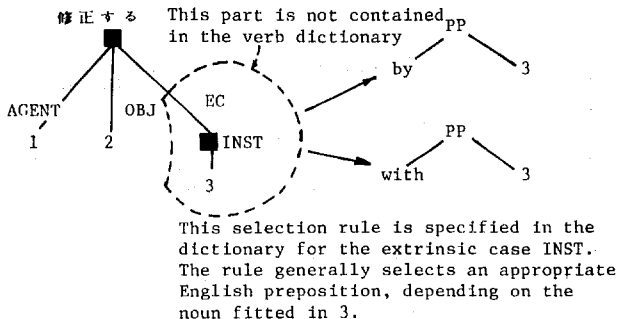 修正する
This part is not contained
in the verb dictionary
PP
by
3
AGENT
OBJ
EC
1
2
INST
3
PP
with
3
This selection rule is specified in the
dictionary for the extrinsic case INST.
The rule generally selects an appropriate
English preposition, depending on the
noun fitted in 3.